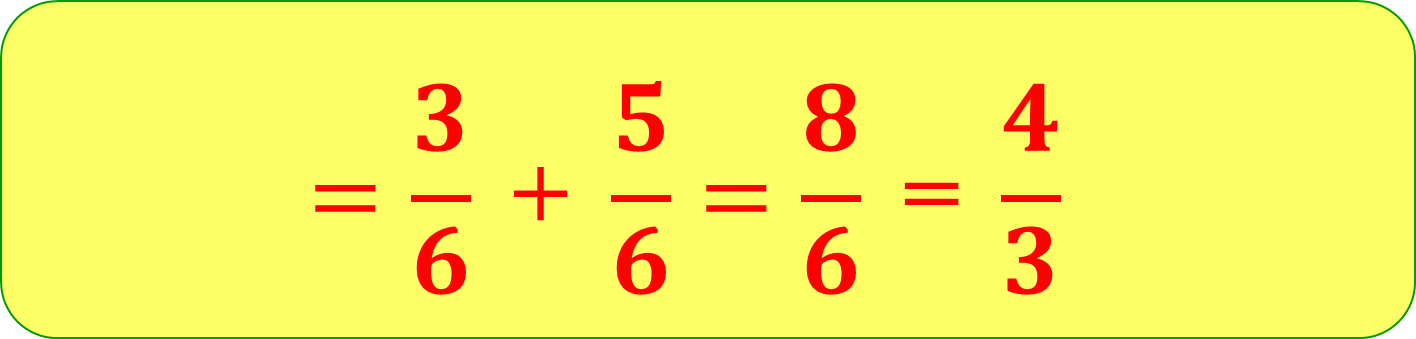 = 3/6 + 5/6 = 8/6 = 4/3